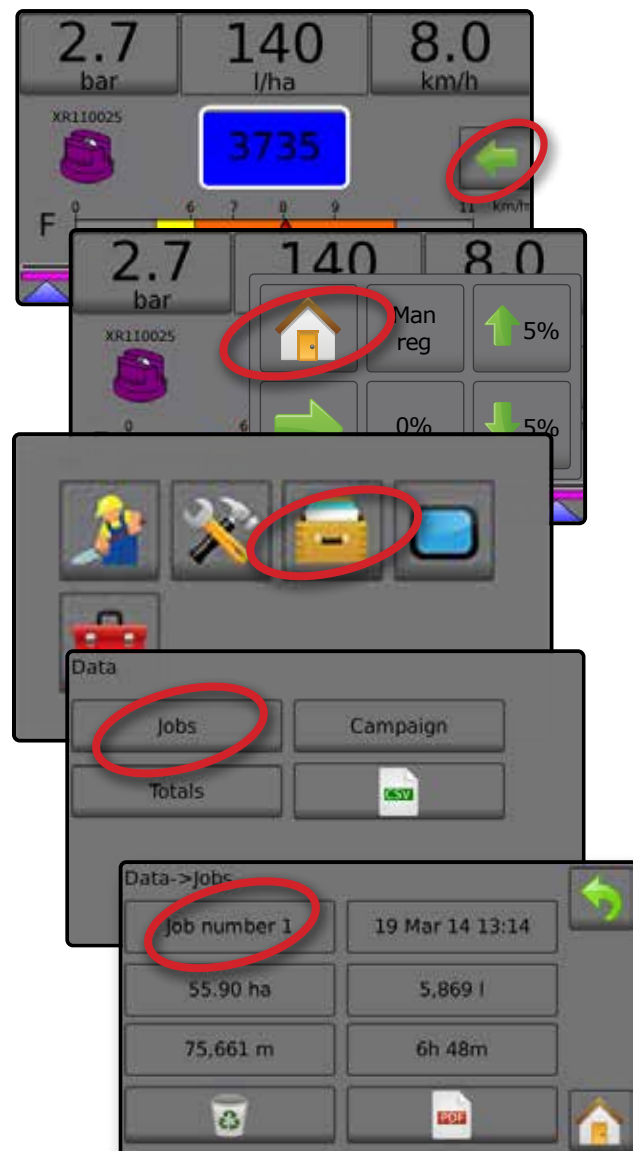 2.7 140 8.0
bar l/ha km/h
XR110025
3735
0 6 7 8 9 11 km/h
F
2.7 140 8.0
bar
XR110025
Man
reg
5%
0 6
0% 5%
Data
Jobs Campaign
Totals CSV
Data->Jobs
Job number 1 19 Mar 14 13:14
55.90 ha 5,869 l
75,661 m 6h 48m
PDF